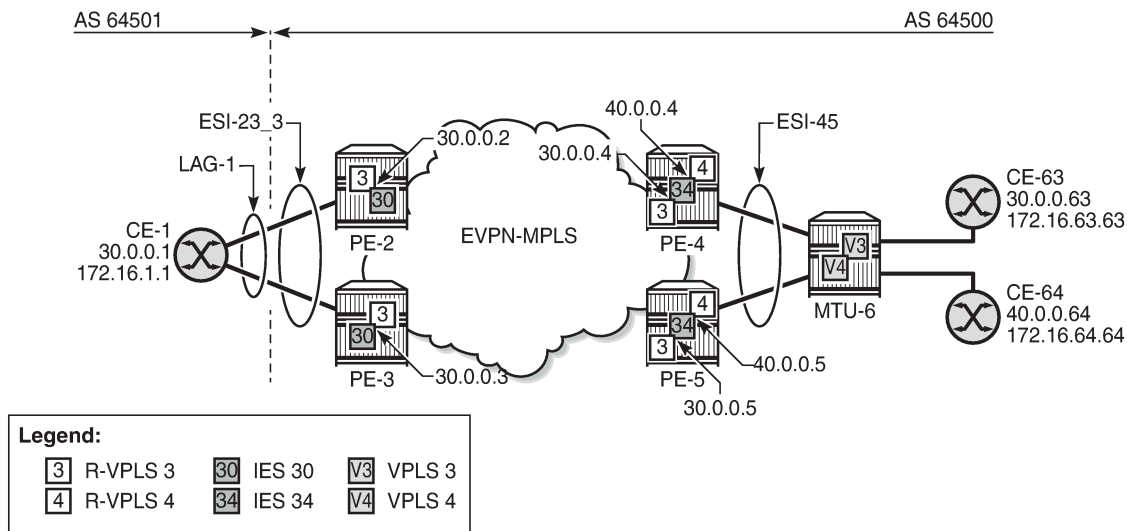 AS 64501
AS 64500
ESI-23_3
LAG-1
CE-1
30.0.0.1
172.16.1.1
30.0.0.2
3
30
PE-2
3
30
PE-3
30.0.0.3
EVPN-MPLS
40.0.0.4
30.0.0.4
4
34
3
PE-4
4
34
3
PE-5
40.0.0.5
30.0.0.5
ESI-45
V3
V4
MTU-6
CE-63
30.0.0.63
172.16.63.63
CE-64
40.0.0.64
172.16.64.64
Legend:
3 R-VPLS 3 30 IES 30 V3 VPLS 3
4 R-VPLS 4 34 IES 34 V4 VPLS 4